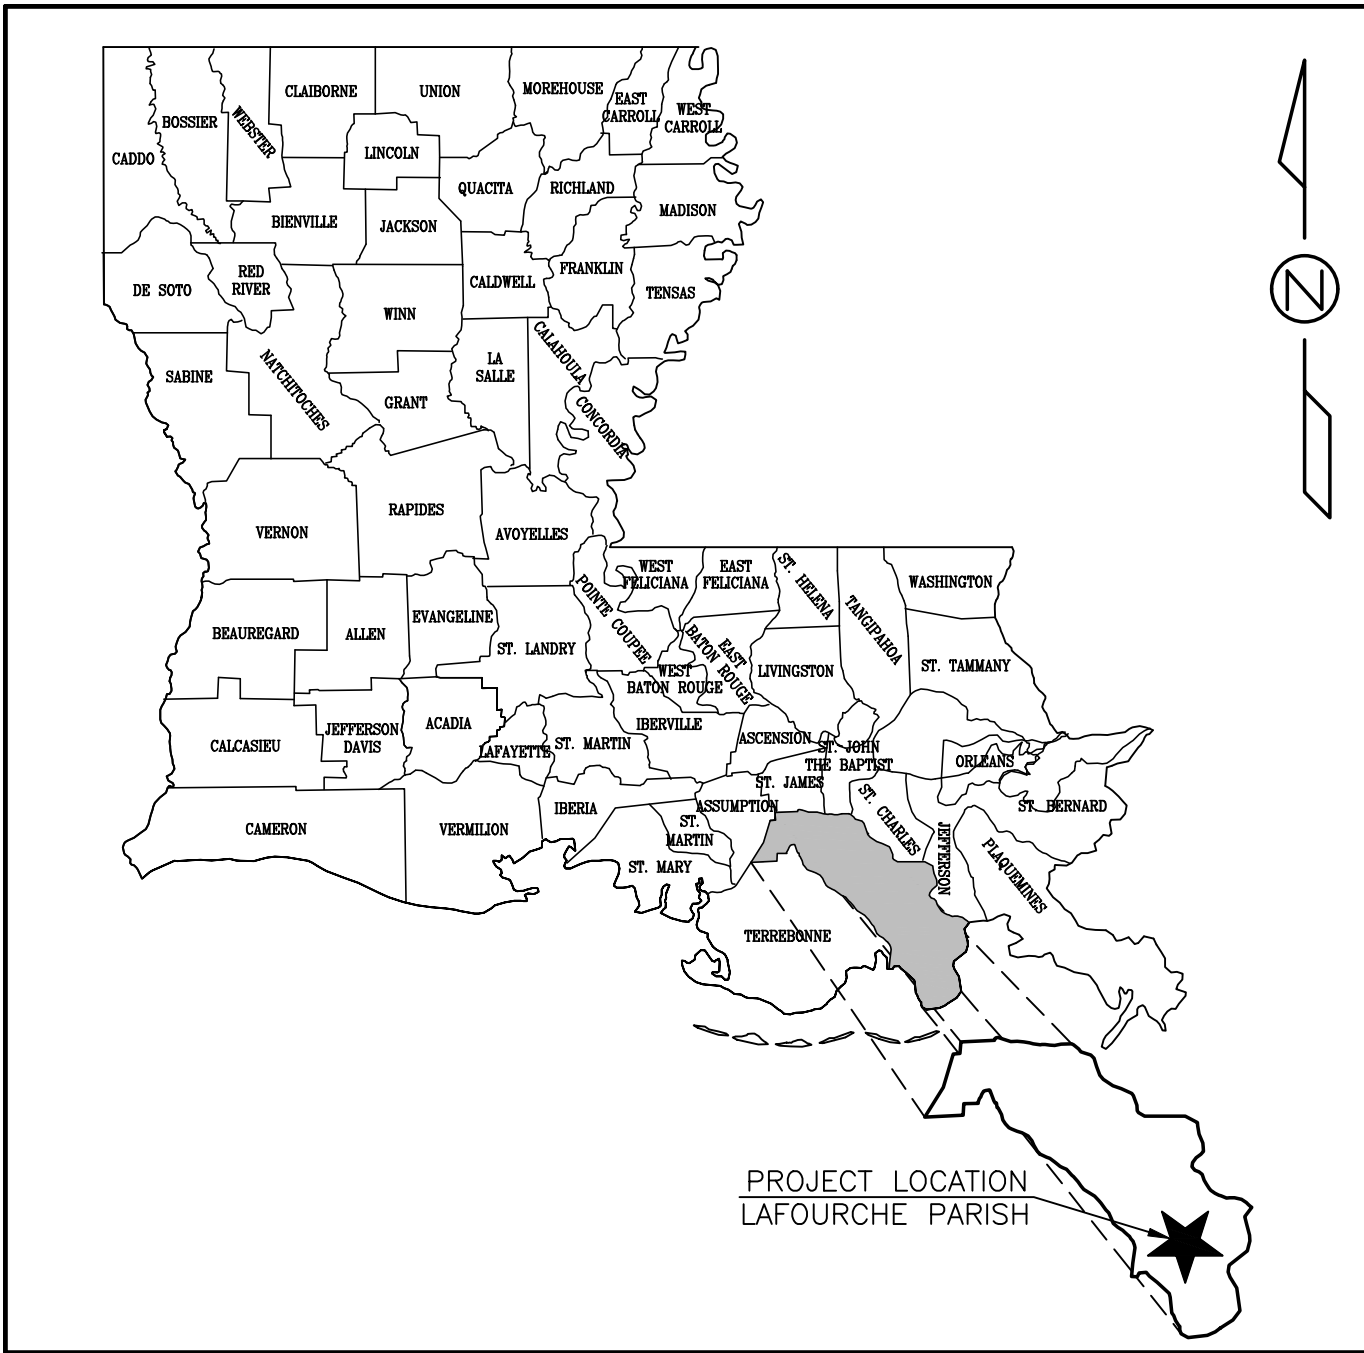 CLAIBORNE
UNION
MOREHOUSE
EAST
CARROLL
WEST
CARROLL
BOSSIER
WEBSTER
CADDO
LINCOLN
QUACITA
RICHLAND
MADISON
BIENVILLE
JACKSON
RED
RIVER
DE SOTO
CALDWELL
FRANKLIN
TENSAS
WINN
SABINE
NATCHITOCHES
LA
SALLE
CALAHOULA
GRANT
CONCORDIA
VERNON
RAPIDES
AVOYELLES
WEST
FELICIANA
EAST
FELICIANA
ST. HELENA
TANGIPAHOA
WASHINGTON
POINTE COUPEE
BEAUREGARD
ALLEN
EVANGELINE
ST. LANDRY
WEST
BATON ROUGE
EAST
BATON ROUGE
LIVINGSTON
ST. TAMMANY
CALCASIEU
JEFFERSON
DAVIS
ACADIA
LAFAYETTE
ST. MARTIN
IBERVILLE
ASCENSION
ST. JOHN
THE BAPTIST
ORLEANS
ST. JAMES
ST. BERNARD
CAMERON
VERMILION
IBERIA
ASSUMPTION
ST.
MARTIN
ST. CHARLES
JEFFERSON
PLAQUEMINES
ST. MARY
TERREBONNE
N
PROJECT LOCATION
LAFOURCHE PARISH